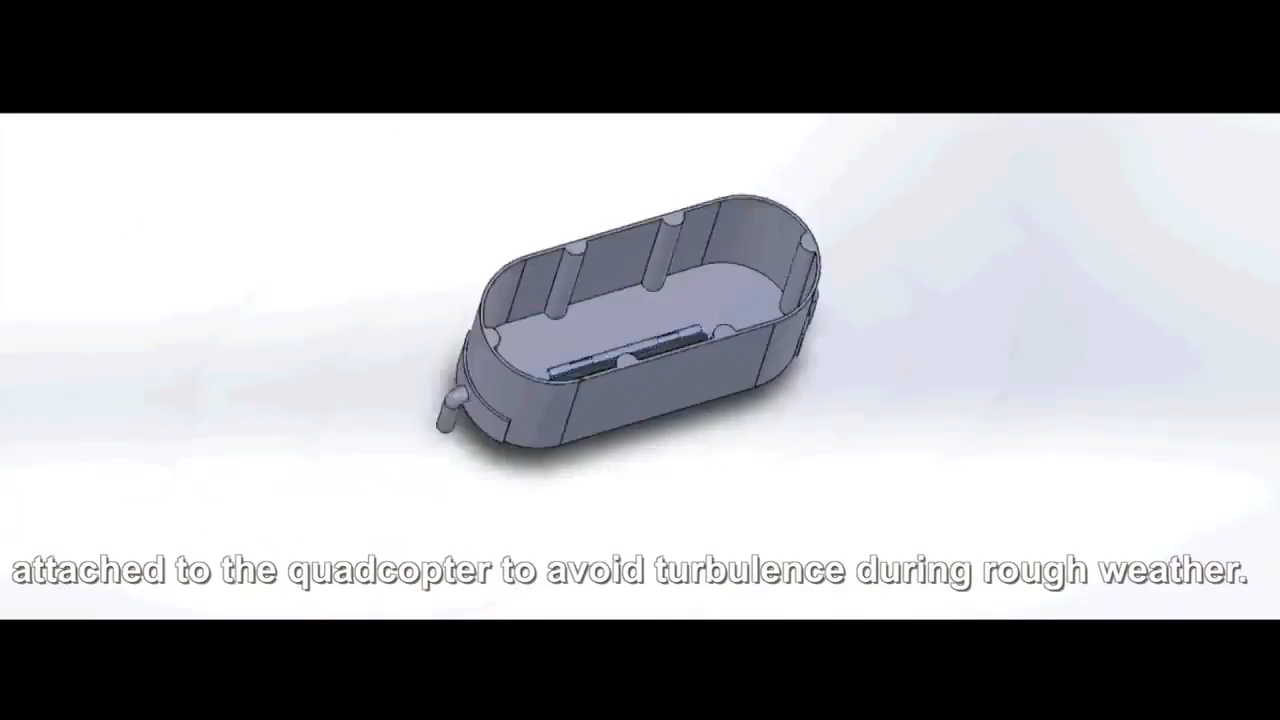 attached to the quadcopter to avoid turbulence during rough weather.